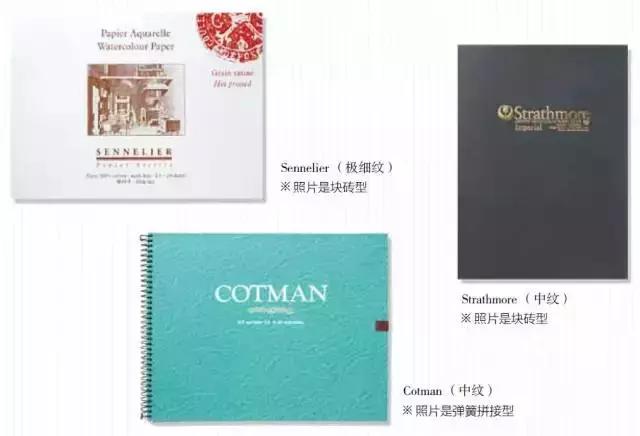 Papier Aquarelle
Watercolour Paper
Grain satiné
Hot pressed
SENNELIER
Sennelier（极细纹）
※照片是块砖型
Strathmore
Imperial
Strathmore（中纹）
※照片是块砖型
COTMAN
Cotman（中纹）
※照片是弹簧拼接型